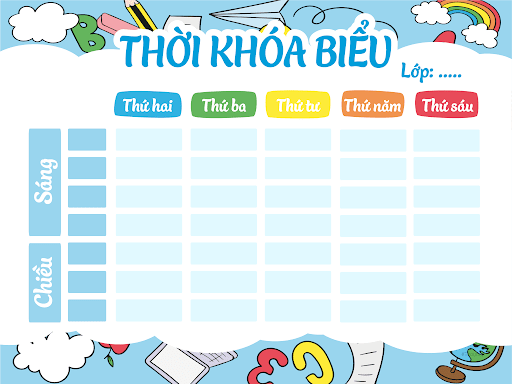 B
THỜI KHÓA BIỂU
Lớp: .....
Thứ hai Thứ ba Thứ tư Thứ năm Thứ sáu
Sáng
Chiều